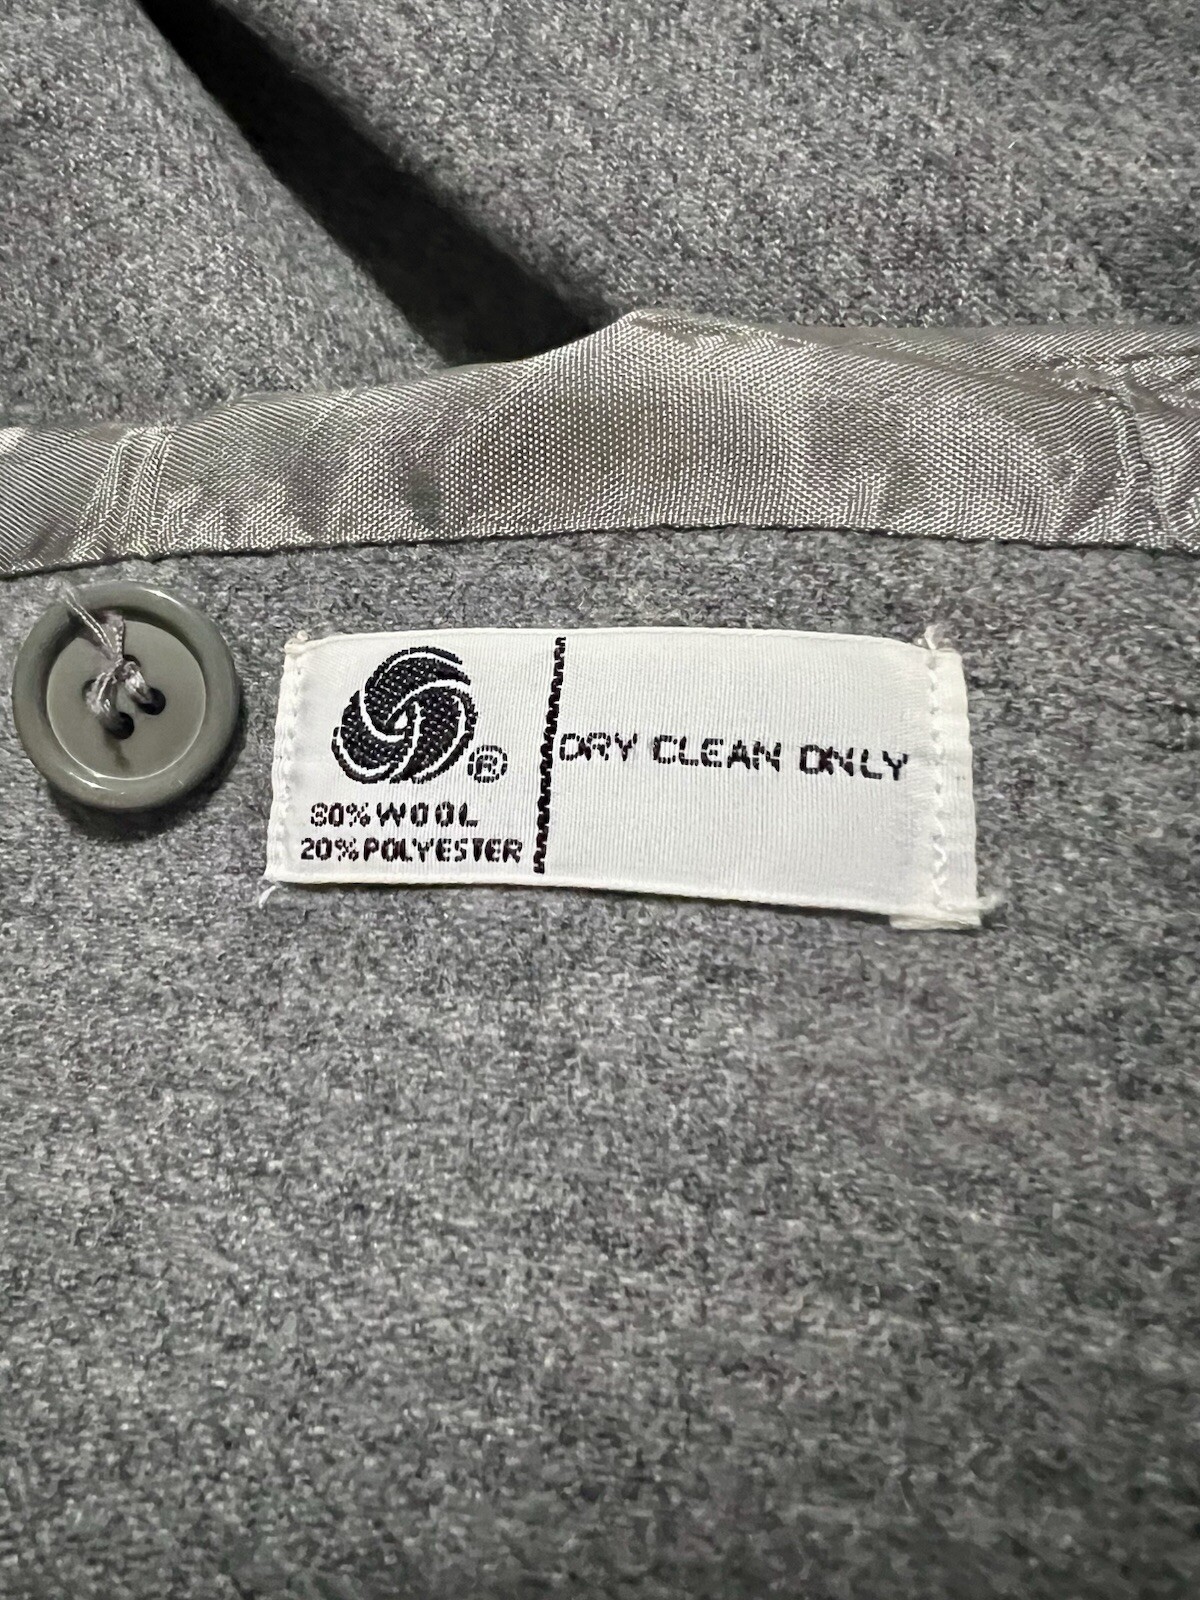 ®
80% WOOL
20% POLYESTER
DRY CLEAN ONLY